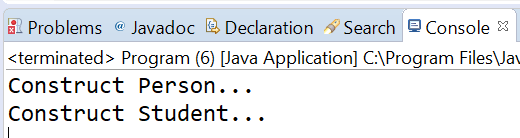 Problems @ Javadoc Declaration Search Console
<terminated> Program (6) [Java Application] C:\Program Files\Jav
Construct Person...
Construct Student...